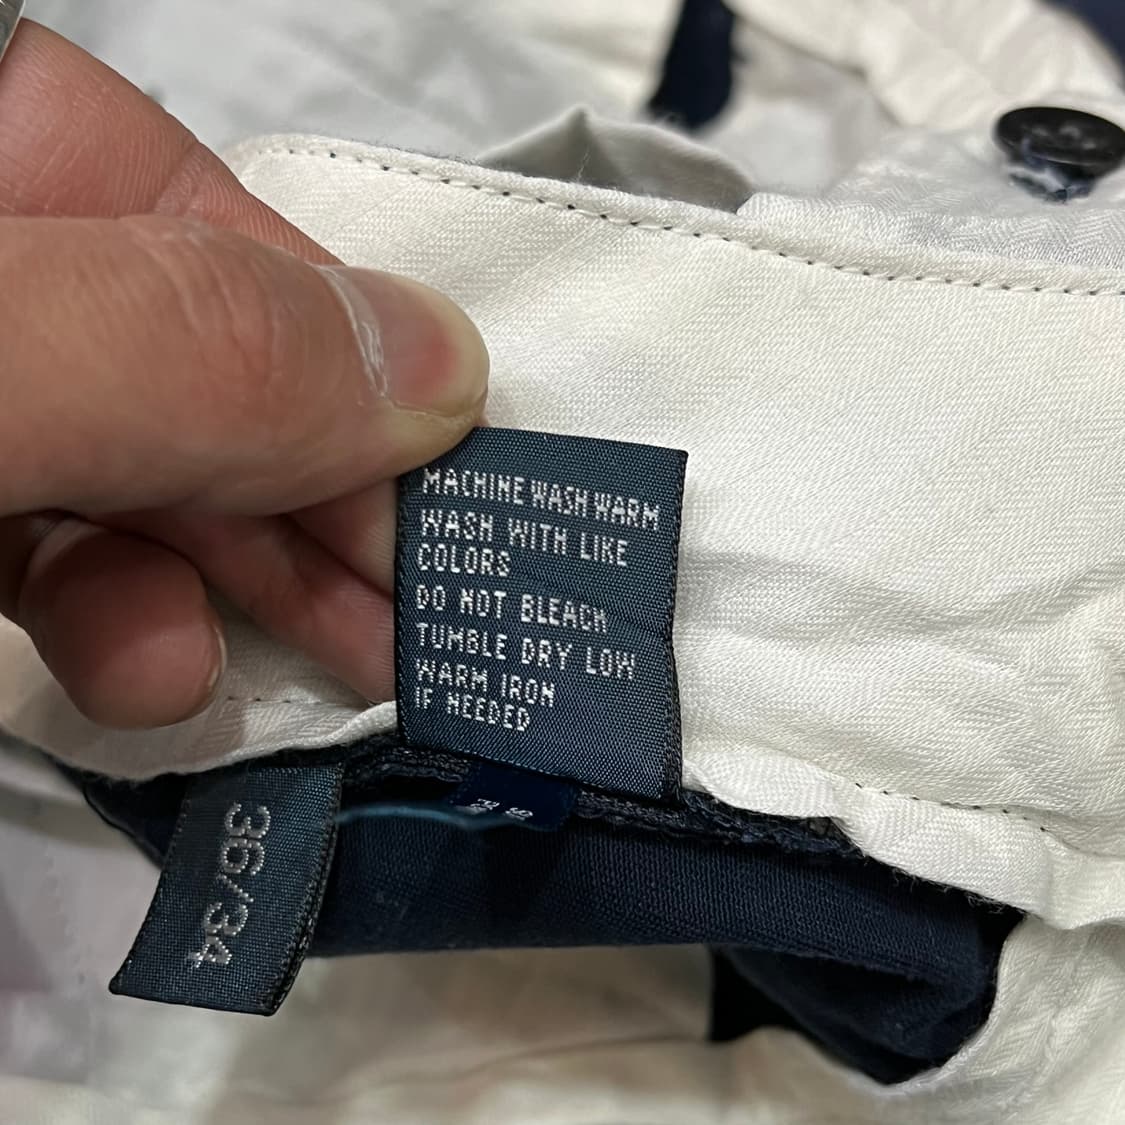 MACHINE WASH WARM
WASH WITH LIKE
COLORS
DO NOT BLEACH
TUMBLE DRY LOW
WARM IRON
IF NEEDED
36/34